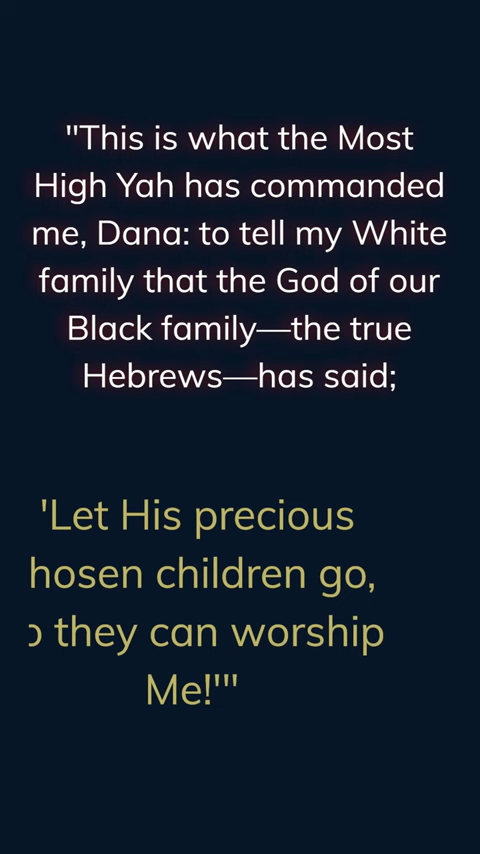 "This is what the Most
High Yah has commanded
me, Dana: to tell my White
family that the God of our
Black family—the true
Hebrews—has said;
'Let His precious
hosen children go,
o they can worship
Me!'"